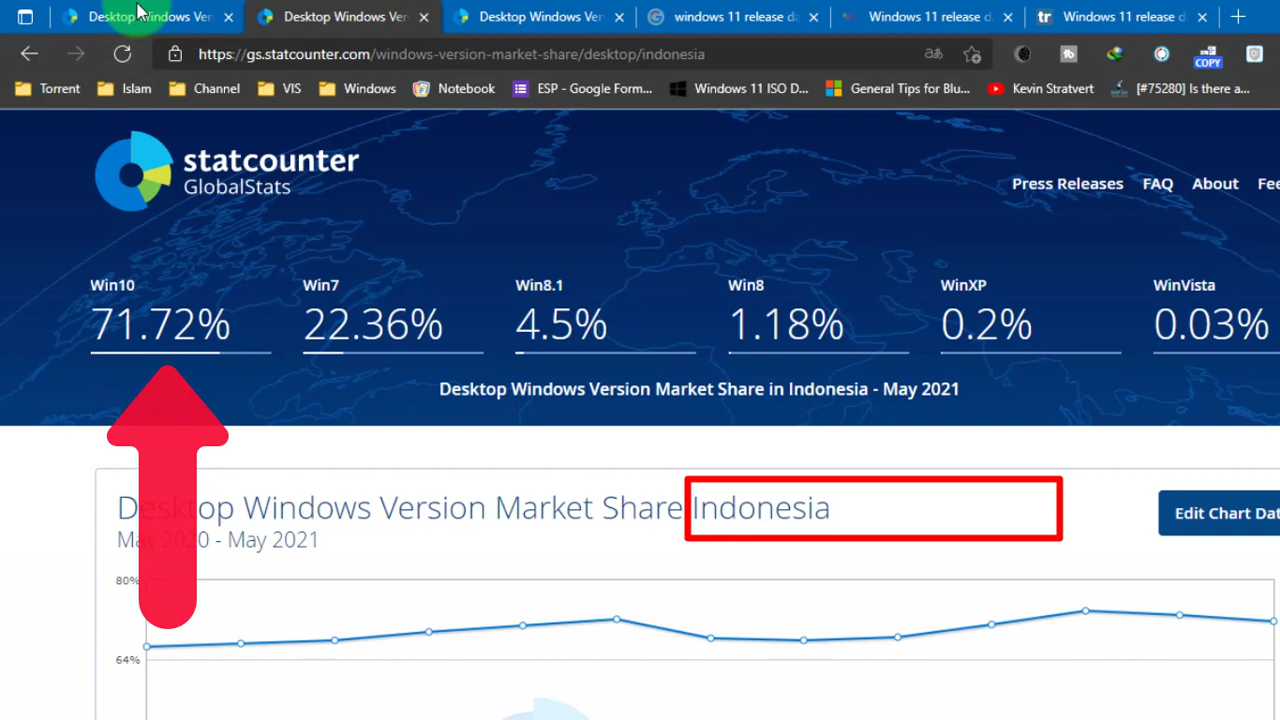 Desktop Windows Ver
Desktop Windows Ver
Desktop Windows Ver
windows 11 release d
Windows 11 release d
tr
Windows 11 release d
https://gs.statcounter.com/windows-version-market-share/desktop/indonesia
aあ
tb
COPY
Torrent
Islam
Channel
VIS
Windows
Notebook
ESP - Google Form...
Windows 11 ISO D...
General Tips for Blu...
Kevin Stratvert
[#75280] Is there a...
statcounter
GlobalStats
Press Releases
FAQ
About
Fee
Win10
Win7
Win8.1
Win8
WinXP
WinVista
71.72%
22.36%
4.5%
1.18%
0.2%
0.03%
Desktop Windows Version Market Share in Indonesia - May 2021
Desktop Windows Version Market Share Indonesia
May 2020 - May 2021
Edit Chart Dat
80%
64%